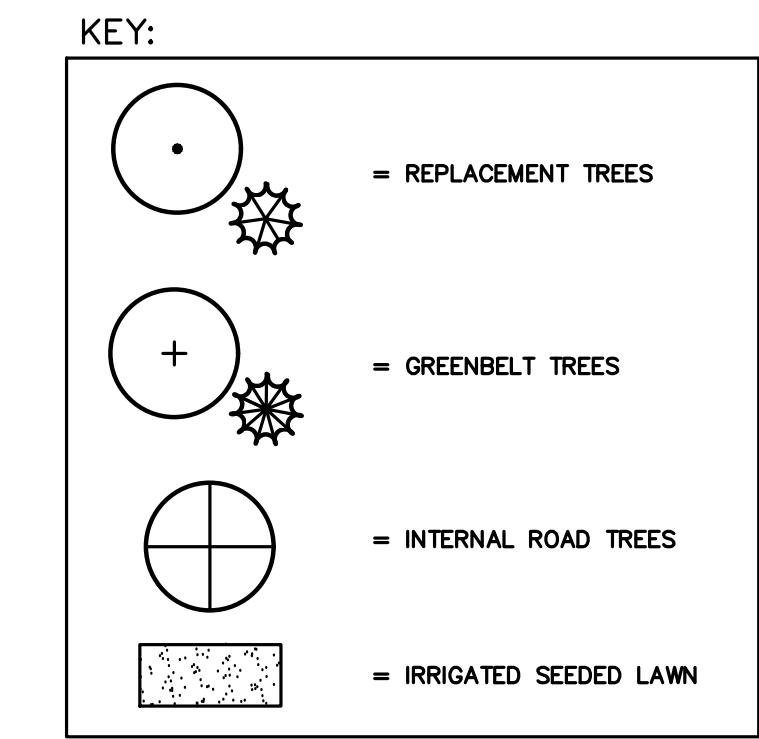 KEY:
= REPLACEMENT TREES
= GREENBELT TREES
= INTERNAL ROAD TREES
= IRRIGATED SEEDED LAWN